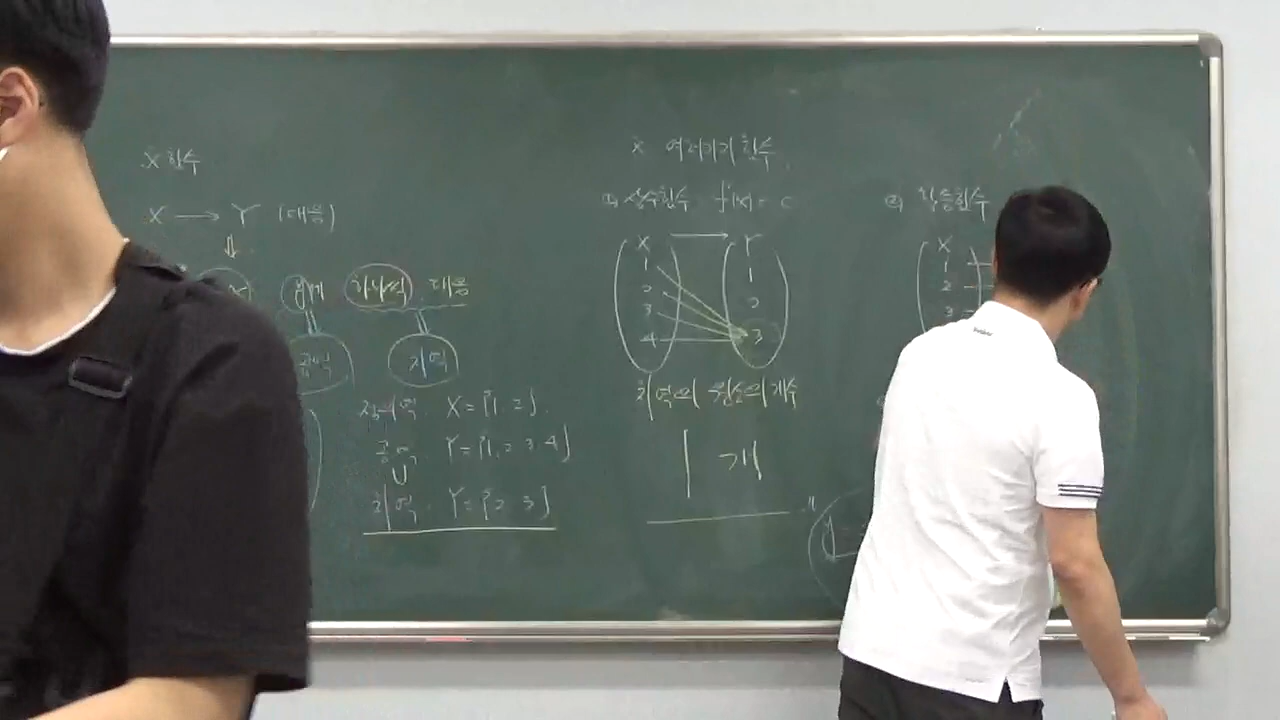 ※ 함수
X → Y (대응)
하나씩 대응
치역
정의역 X = {1, 2}
공역 Y = {1, 2, 3, 4}
∪
치역 Y = {2, 3}
※ 여러가지 함수
① 상수함수 f(x) = c
X → Y
1 1
2 2
3 3
4
치역의 원소의 개수
1 개
② 항등함수
X
1
2
3
y =